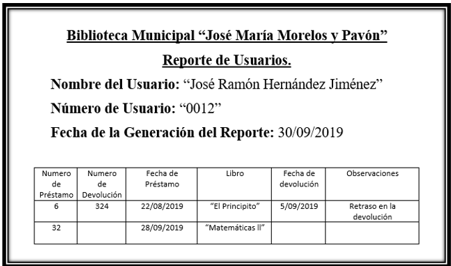 Biblioteca Municipal “José María Morelos y Pavón”
Reporte de Usuarios.
Nombre del Usuario: “José Ramón Hernández Jiménez”
Número de Usuario: “0012”
Fecha de la Generación del Reporte: 30/09/2019
Numero de Préstamo Numero de Devolución Fecha de Préstamo Libro Fecha de devolución Observaciones
6 324 22/08/2019 “El Principito” 5/09/2019 Retraso en la devolución
32 28/09/2019 “Matemáticas ll”